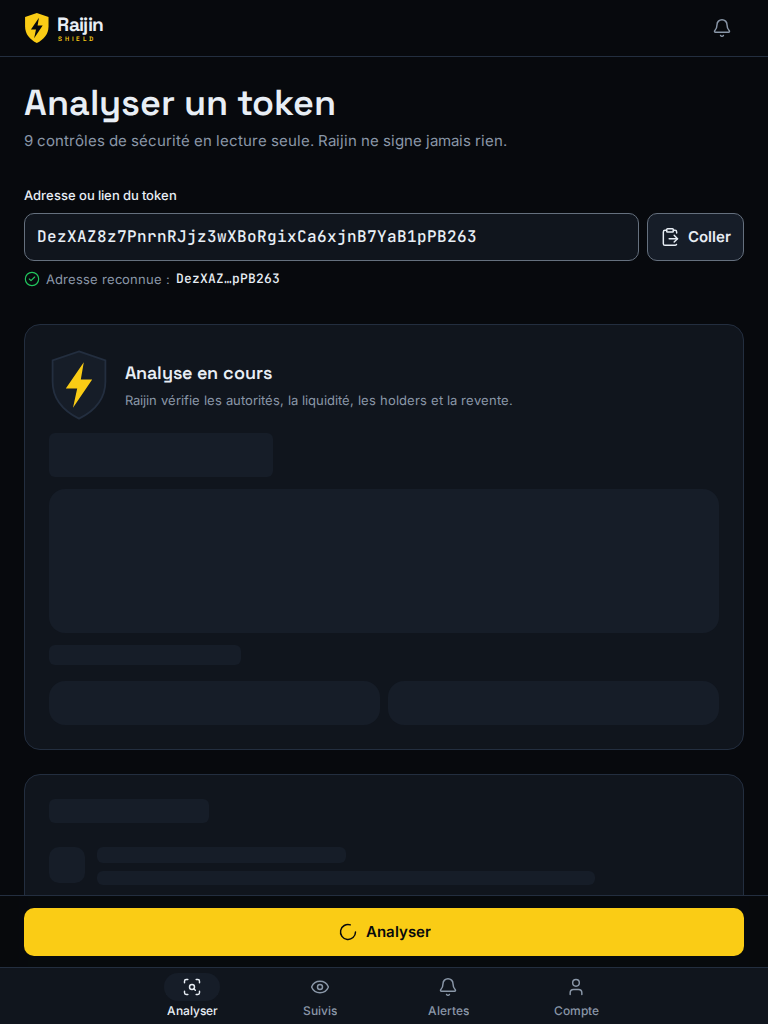 Raijin
SHIELD
Analyser un token
9 contrôles de sécurité en lecture seule. Raijin ne signe jamais rien.
Adresse ou lien du token
DezXAZ8z7PnrnRJjz3wXBoRgixCa6xjnB7YaB1pPB263
Coller
Adresse reconnue : DezXAZ…pPB263
Analyse en cours
Raijin vérifie les autorités, la liquidité, les holders et la revente.
Analyser
Analyser
Suivis
Alertes
Compte